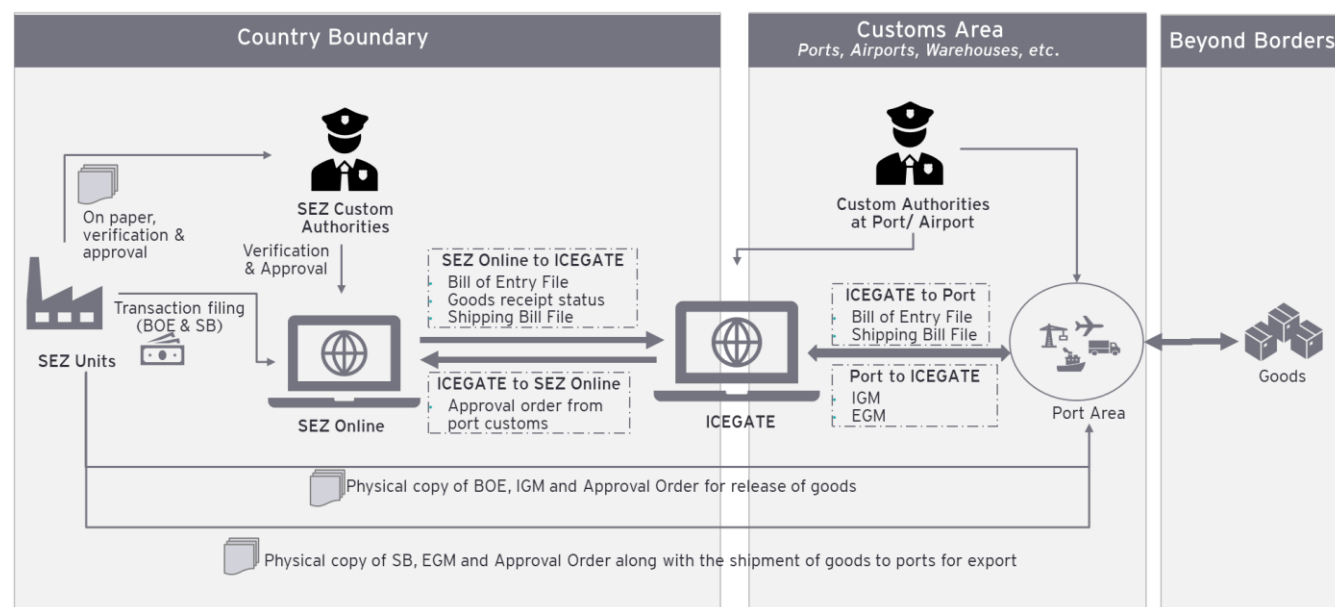 Country Boundary
Customs Area
Ports, Airports, Warehouses, etc.
Beyond Borders
SEZ Custom
Authorities
On paper,
verification &
approval
Verification
& Approval
Transaction filing
(BOE & SB)
SEZ Units
SEZ Online
SEZ Online to ICEGATE
Bill of Entry File
Goods receipt status
Shipping Bill File
ICEGATE to SEZ Online
Approval order from
port customs
ICEGATE
Custom Authorities
at Port/ Airport
ICEGATE to Port
Bill of Entry File
Shipping Bill File
Port to ICEGATE
IGM
EGM
Port Area
Goods
Physical copy of BOE, IGM and Approval Order for release of goods
Physical copy of SB, EGM and Approval Order along with the shipment of goods to ports for export